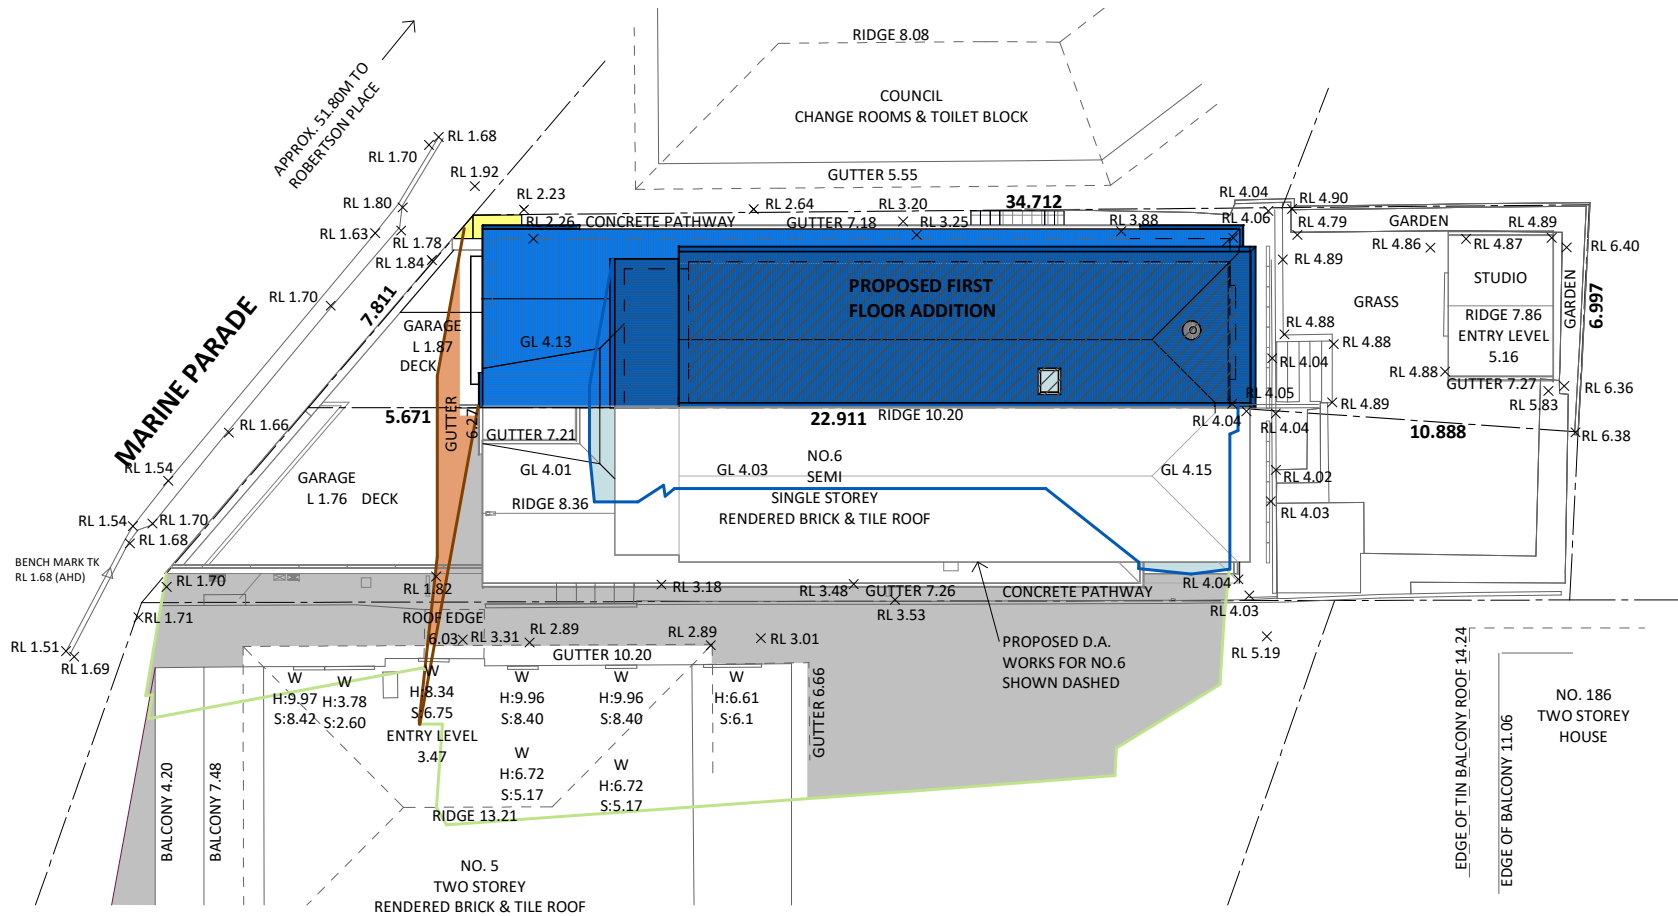 RIDGE 8.08
COUNCIL
CHANGE ROOMS & TOILET BLOCK
GUTTER 5.55
APPROX. 51.80M TO
ROBERTSON PLACE
RL 1.68
RL 1.70
RL 1.92
RL 1.80
RL 1.63
RL 1.78
RL 1.84
RL 1.70
RL 2.23
RL 2.26
CONCRETE PATHWAY
RL 2.64
GUTTER 7.18
RL 3.20
RL 3.25
34.712
RL 3.88
RL 4.04
RL 4.06
RL 4.90
RL 4.79
GARDEN
RL 4.89
RL 4.86
RL 4.87
RL 6.40
RL 4.89
STUDIO
GARDEN
6.997
GRASS
RIDGE 7.86
ENTRY LEVEL
5.16
RL 4.88
RL 4.88
RL 4.04
RL 4.88
GUTTER 7.27
RL 6.36
RL 5.83
RL 4.05
RL 4.89
RL 4.04
RL 4.04
10.888
RL 6.38
PROPOSED FIRST
FLOOR ADDITION
MARINE PARADE
7.811
GARAGE
L 1.87
DECK
GL 4.13
5.671
GUTTER
6.27
22.911
RIDGE 10.20
RL 1.66
GUTTER 7.21
NO.6
SEMI
SINGLE STOREY
RENDERED BRICK & TILE ROOF
GL 4.01
GL 4.03
GL 4.15
RL 4.02
RL 4.03
RIDGE 8.36
RL 1.54
GARAGE
L 1.76 DECK
RL 1.54
RL 1.70
RL 1.68
BENCH MARK TK
RL 1.68 (AHD)
RL 1.70
RL 1.82
RL 3.18
RL 3.48
GUTTER 7.26
CONCRETE PATHWAY
RL 4.04
RL 4.03
RL 3.53
RL 1.71
ROOF EDGE
6.03
RL 3.31
RL 2.89
RL 2.89
RL 3.01
GUTTER 10.20
RL 1.51
RL 1.69
PROPOSED D.A.
WORKS FOR NO.6
SHOWN DASHED
RL 5.19
W
H:9.97
S:8.42
W
H:3.78
S:2.60
W
H:8.34
S:6.75
W
H:9.96
S:8.40
W
H:9.96
S:8.40
W
H:6.61
S:6.1
GUTTER 6.66
ENTRY LEVEL
3.47
W
H:6.72
S:5.17
W
H:6.72
S:5.17
RIDGE 13.21
BALCONY 4.20
BALCONY 7.48
NO. 5
TWO STOREY
RENDERED BRICK & TILE ROOF
EDGE OF TIN BALCONY ROOF 14.24
EDGE OF BALCONY 11.06
NO. 186
TWO STOREY
HOUSE